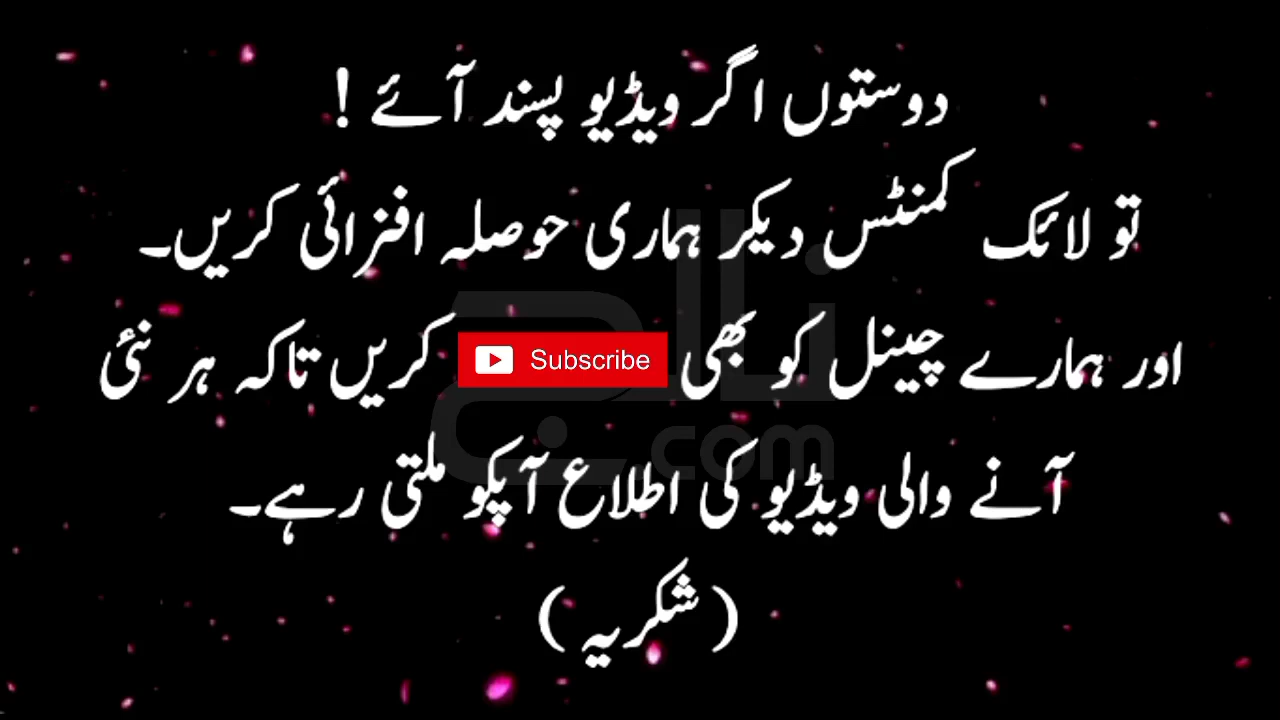 دوستوں اگر ویڈیو پسند آئے !
تو لائک کمنٹس دیکر ہماری حوصلہ افزائی کریں۔
اور ہمارے چینل کو بھی Subscribe کریں تاکہ ہر نئی
آنے والی ویڈیو کی اطلاع آپکو ملتی رہے۔
( شکریہ )
.com